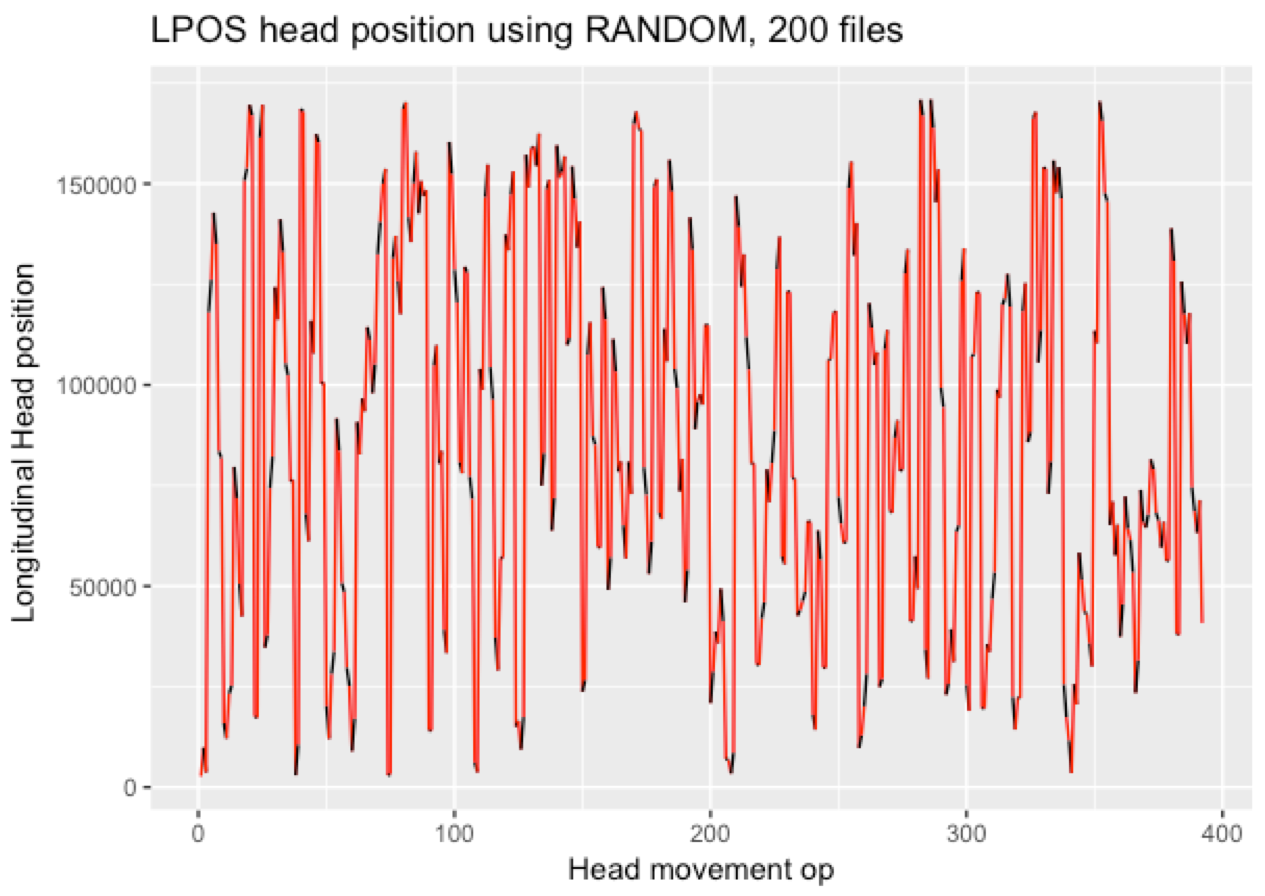 LPOS head position using RANDOM, 200 files
Longitudinal Head position
150000
100000
50000
0
0 100 200 300 400
Head movement op